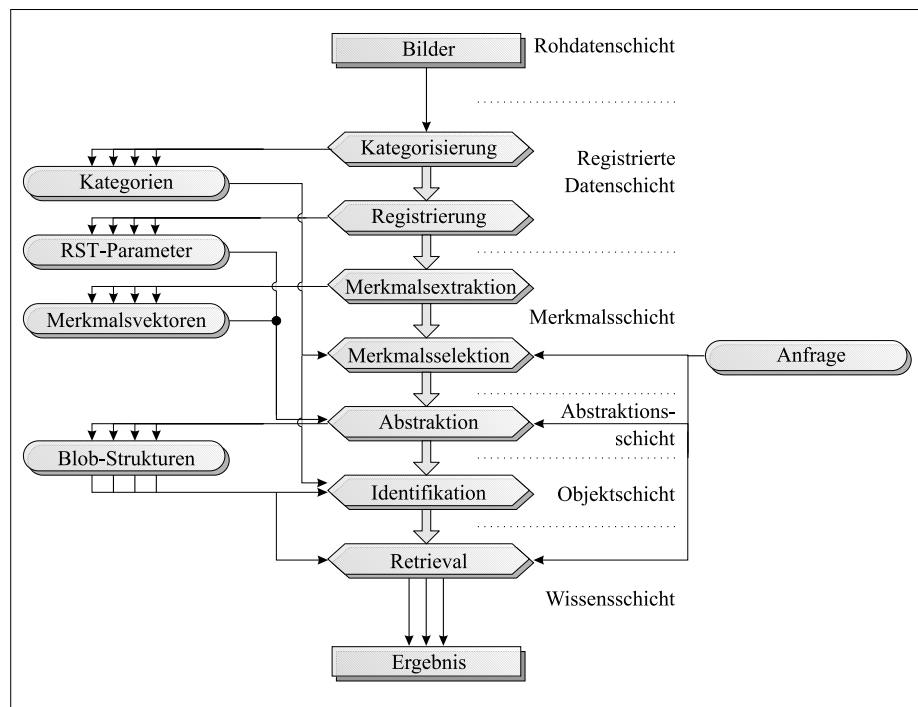 Bilder
Rohdatenschicht
Kategorisierung
Registrierte
Datenschicht
Kategorien
Registrierung
RST-Parameter
Merkmalsextraktion
Merkmalsvektoren
Merkmalsschicht
Merkmalsselektion
Anfrage
Abstraktion
Abstraktions-
schicht
Blob-Strukturen
Identifikation
Objektschicht
Retrieval
Wissensschicht
Ergebnis